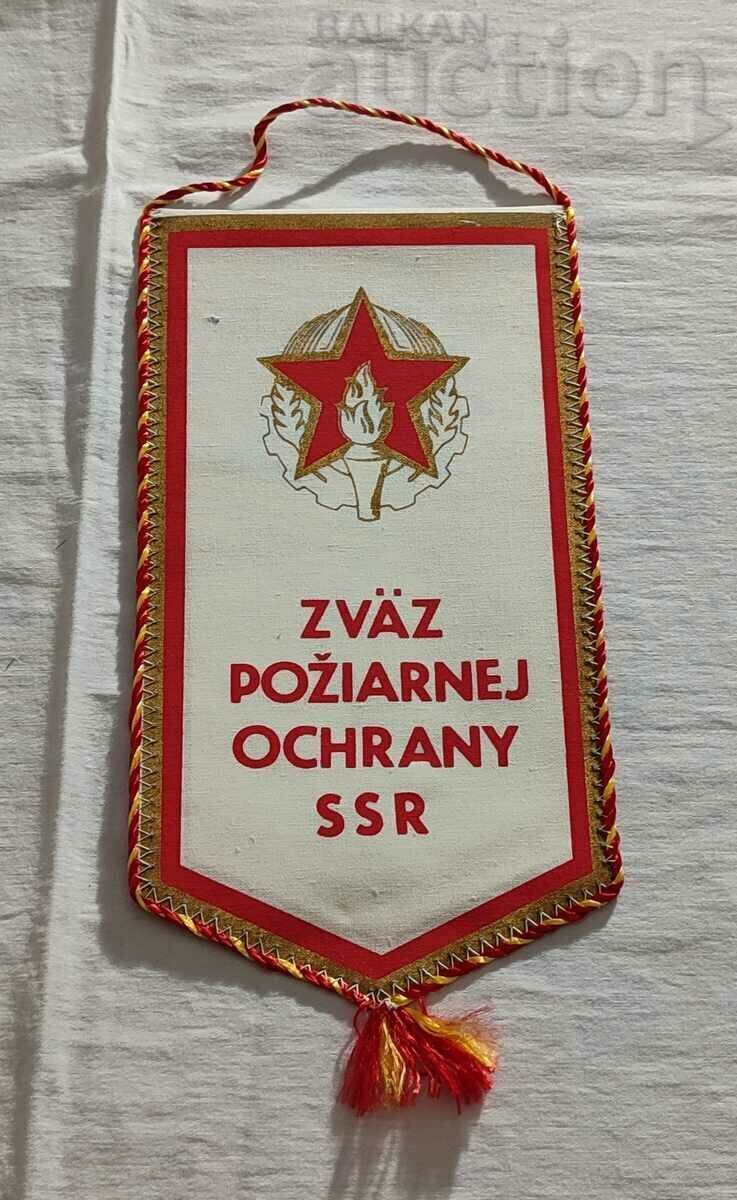 BALKAN
auction
ZVÄZ
POŽIARNEJ
OCHRANY
SSR